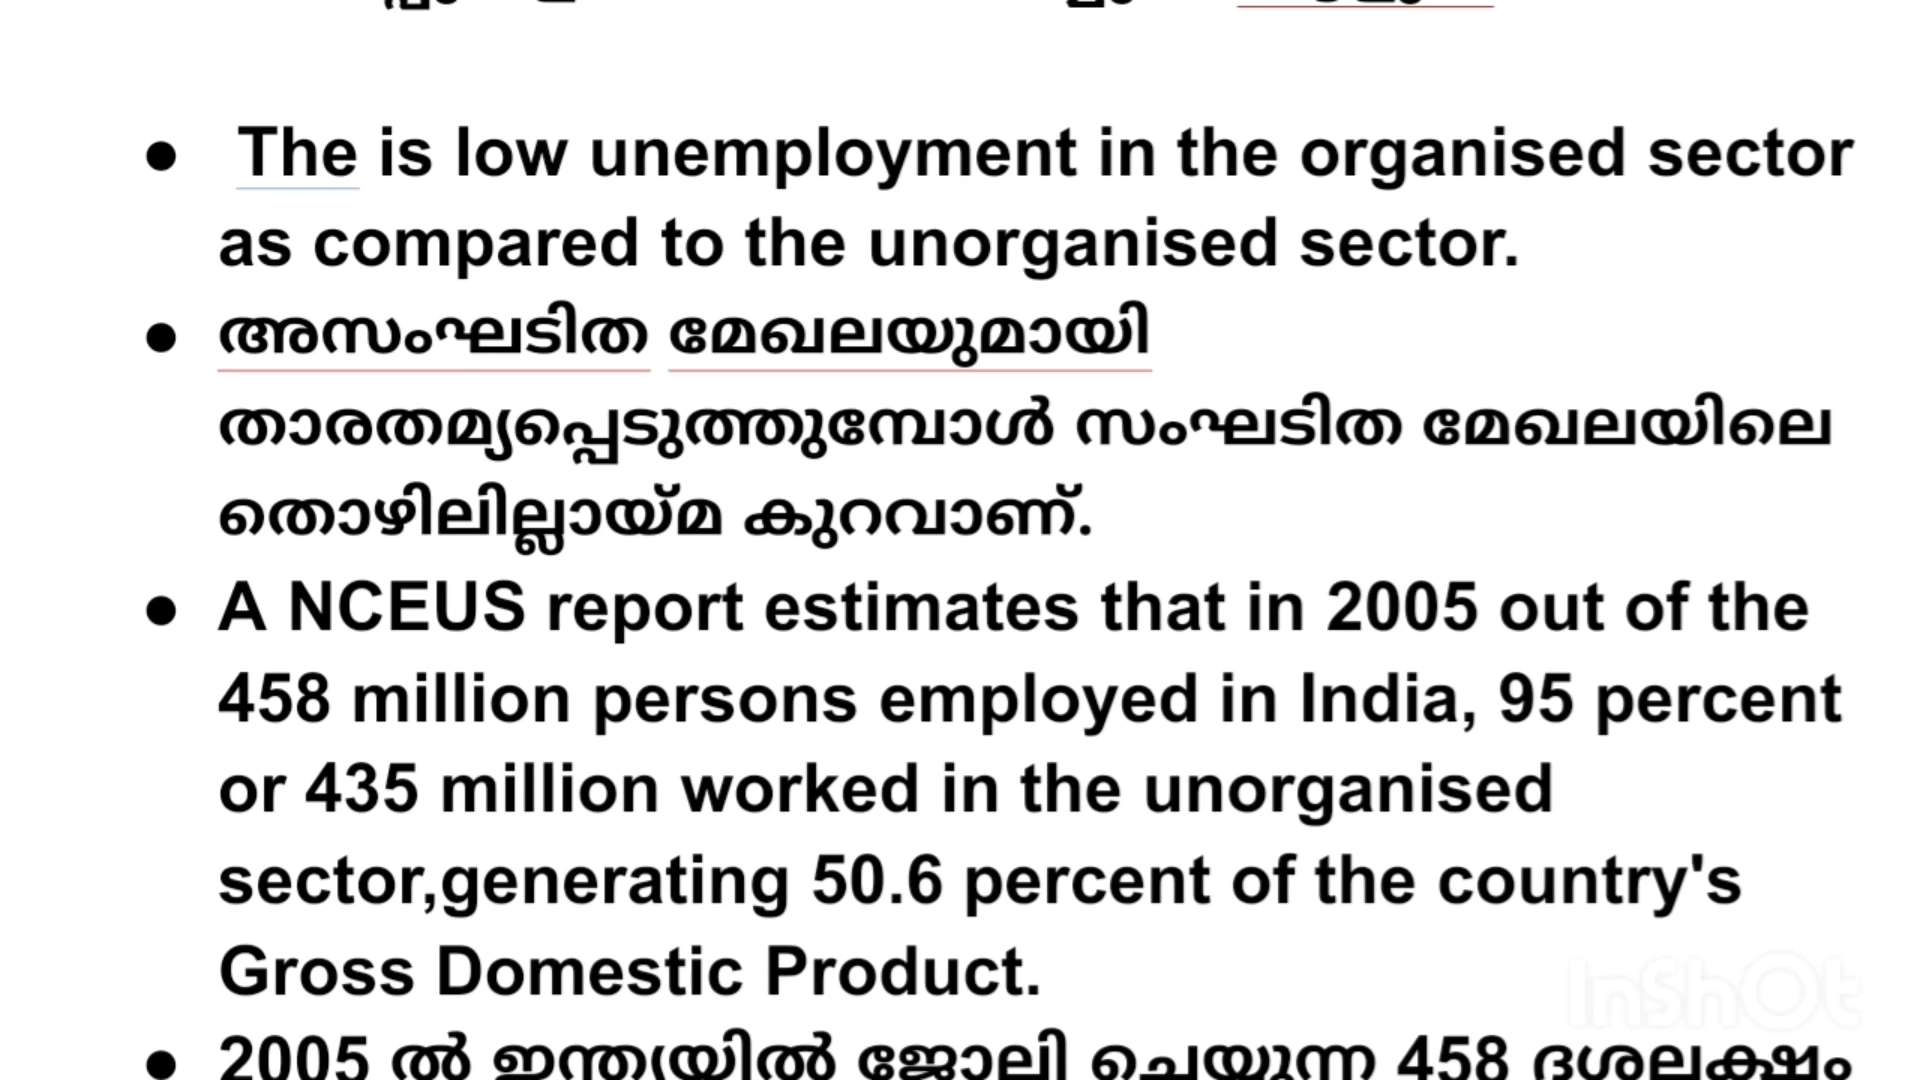 ● The is low unemployment in the organised sector
as compared to the unorganised sector.
● അസംഘടിത മേഖലയുമായി
താരതമ്യപ്പെടുത്തുമ്പോൾ സംഘടിത മേഖലയിലെ
തൊഴിലില്ലായ്മ കുറവാണ്.
● A NCEUS report estimates that in 2005 out of the
458 million persons employed in India, 95 percent
or 435 million worked in the unorganised
sector,generating 50.6 percent of the country's
Gross Domestic Product.
● 2005 ൽ ഇന്ത്യയിൽ ജോലി ചെയ്യുന്ന 458 ദശലക്ഷം
InShOt